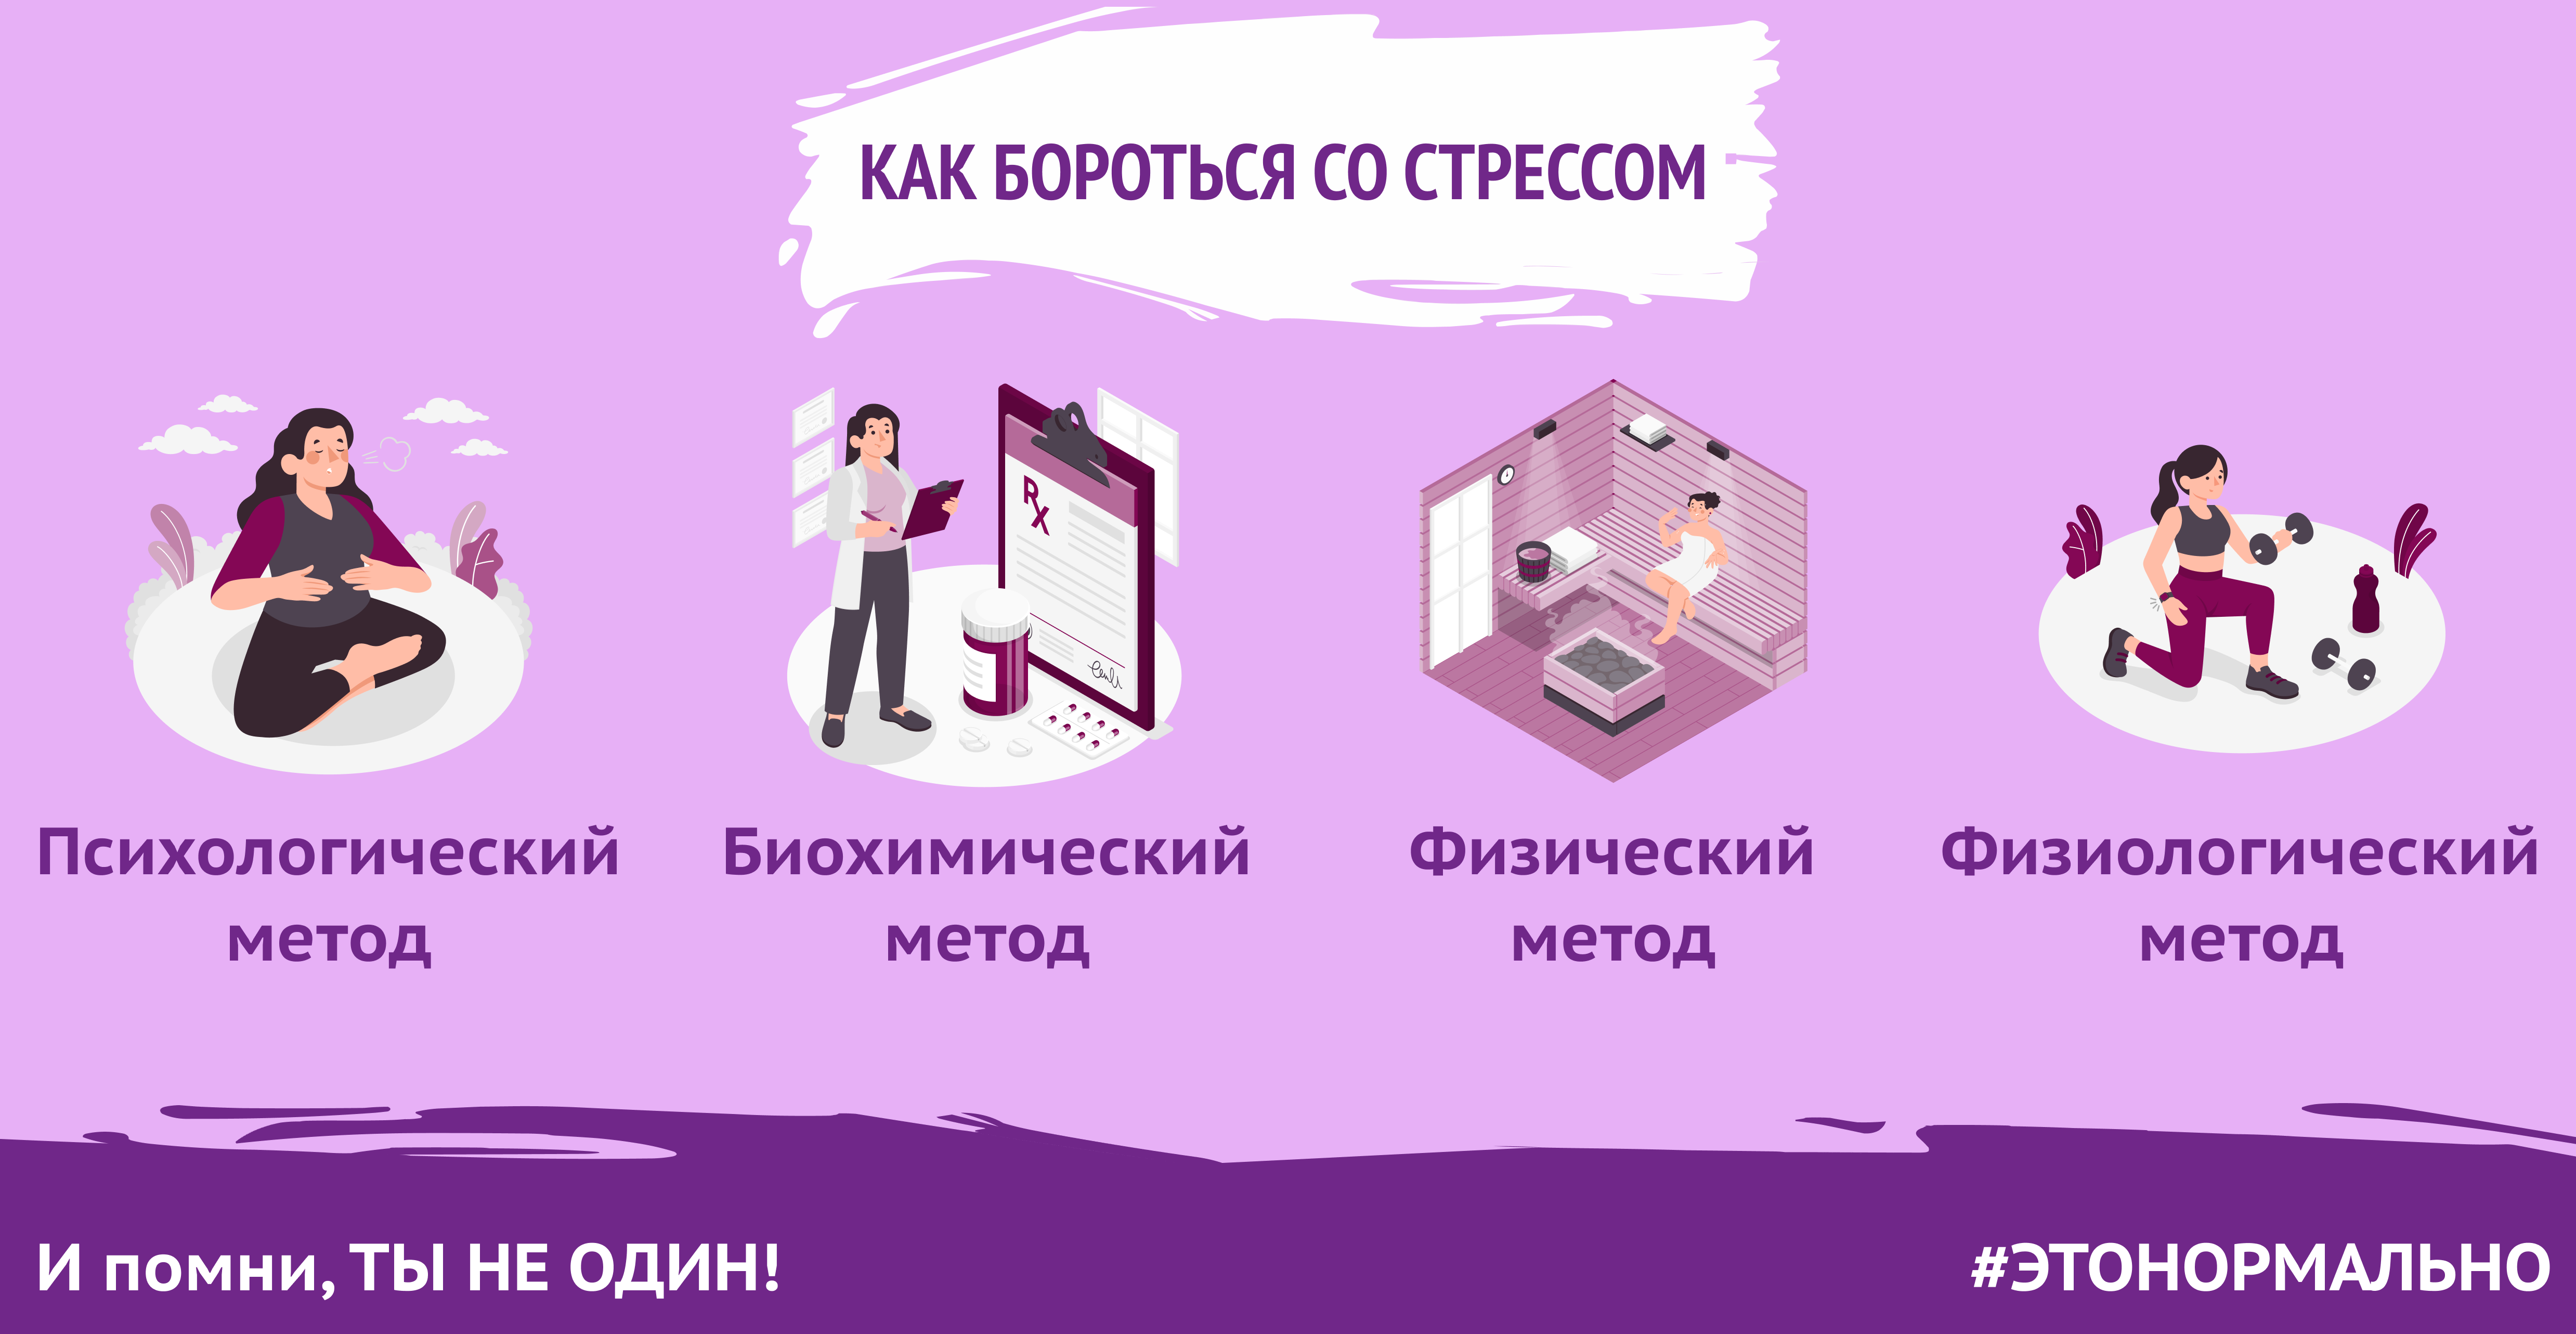 КАК БОРОТЬСЯ СО СТРЕССОМ
Rx
Психологический
метод
Биохимический
метод
Физический
метод
Физиологический
метод
И помни, ТЫ НЕ ОДИН!
#ЭТОНОРМАЛЬНО